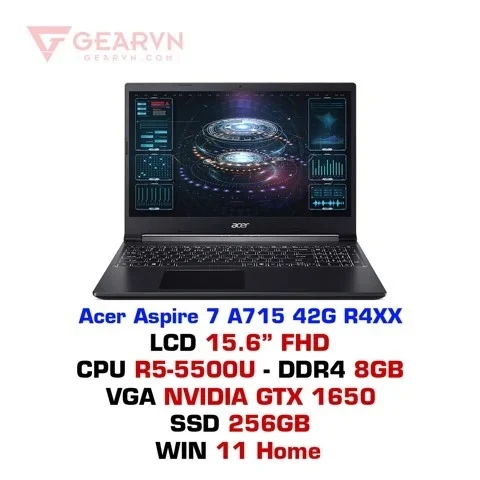 GEARVN
GEARVN.COM
acer
Acer Aspire 7 A715 42G R4XX
LCD 15.6” FHD
CPU R5-5500U - DDR4 8GB
VGA NVIDIA GTX 1650
SSD 256GB
WIN 11 Home